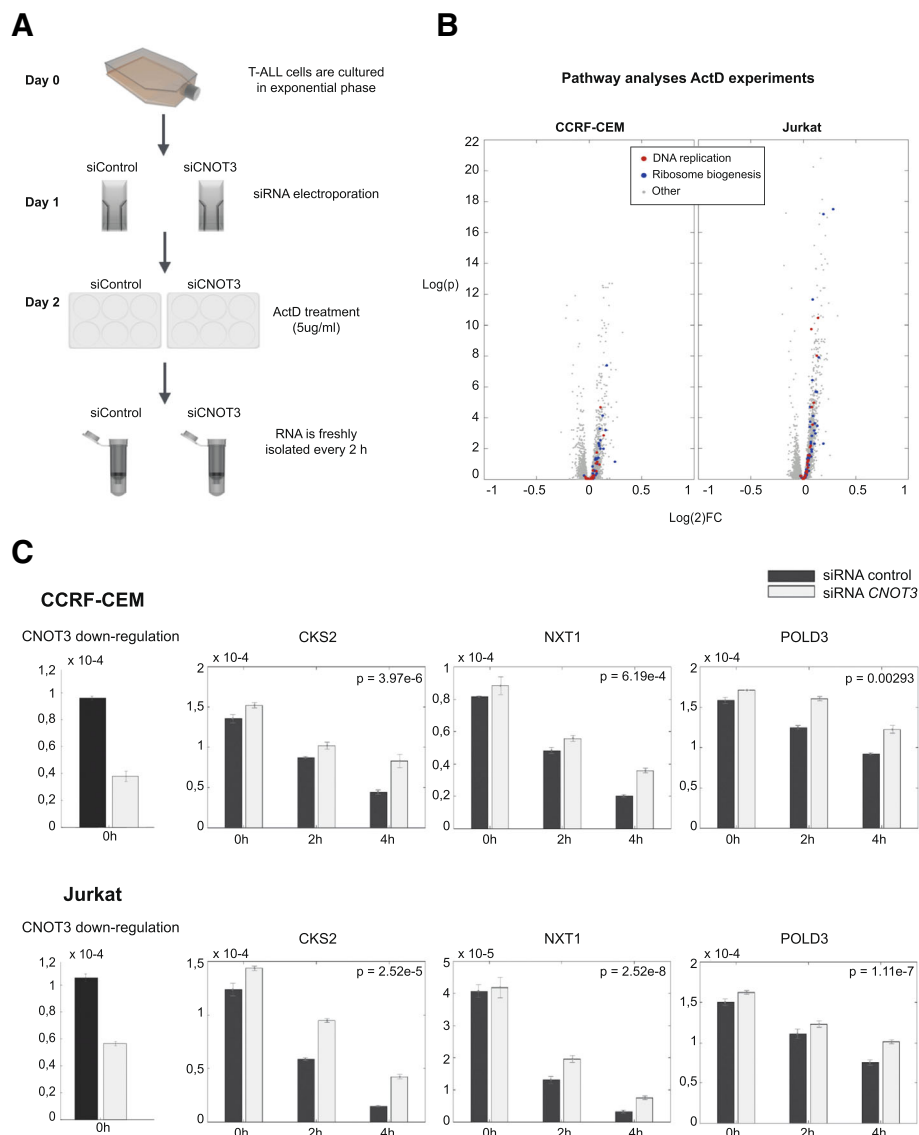 A
Day 0
T-ALL cells are cultured
in exponential phase
siControl siCNOT3
Day 1
siRNA electroporation
siControl siCNOT3
Day 2
ActD treatment
(5ug/ml)
siControl siCNOT3
RNA is freshly
isolated every 2 h
B
Pathway analyses ActD experiments
CCRF-CEM Jurkat
DNA replication
Ribosome biogenesis
Other
Log(p)
22
20
18
16
14
12
10
8
6
4
2
0
-1 -0.5 0 0.5 1 -1 -0.5 0 0.5 1
Log(2)FC
C
siRNA control
siRNA CNOT3
CCRF-CEM
CNOT3 down-regulation
x 10-4
1,2
1
0,8
0,6
0,4
0,2
0
0h
CKS2
x 10-4
p = 3.97e-6
2
1,5
1
0,5
0
0h 2h 4h
NXT1
x 10-4
p = 6.19e-4
1
0,8
0,6
0,4
0,2
0
0h 2h 4h
POLD3
x 10-4
p = 0.00293
2
1,5
1
0,5
0
0h 2h 4h
Jurkat
CNOT3 down-regulation
x 10-4
1,2
1
0,8
0,6
0,4
0,2
0
0h
CKS2
x 10-4
p = 2.52e-5
1,5
1
0,5
0
0h 2h 4h
NXT1
x 10-5
p = 2.52e-8
5
4
3
2
1
0
0h 2h 4h
POLD3
x 10-4
p = 1.11e-7
2
1,5
1
0,5
0
0h 2h 4h